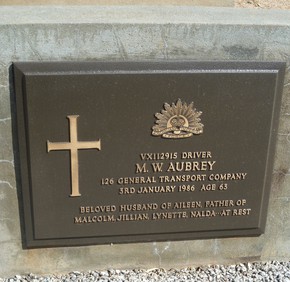 VX112915 DRIVER
M. W. AUBREY
126 GENERAL TRANSPORT COMPANY
3RD JANUARY 1986 AGE 63
BELOVED HUSBAND OF AILEEN, FATHER OF
MALCOLM, JILLIAN, LYNETTE, NALDA···AT REST